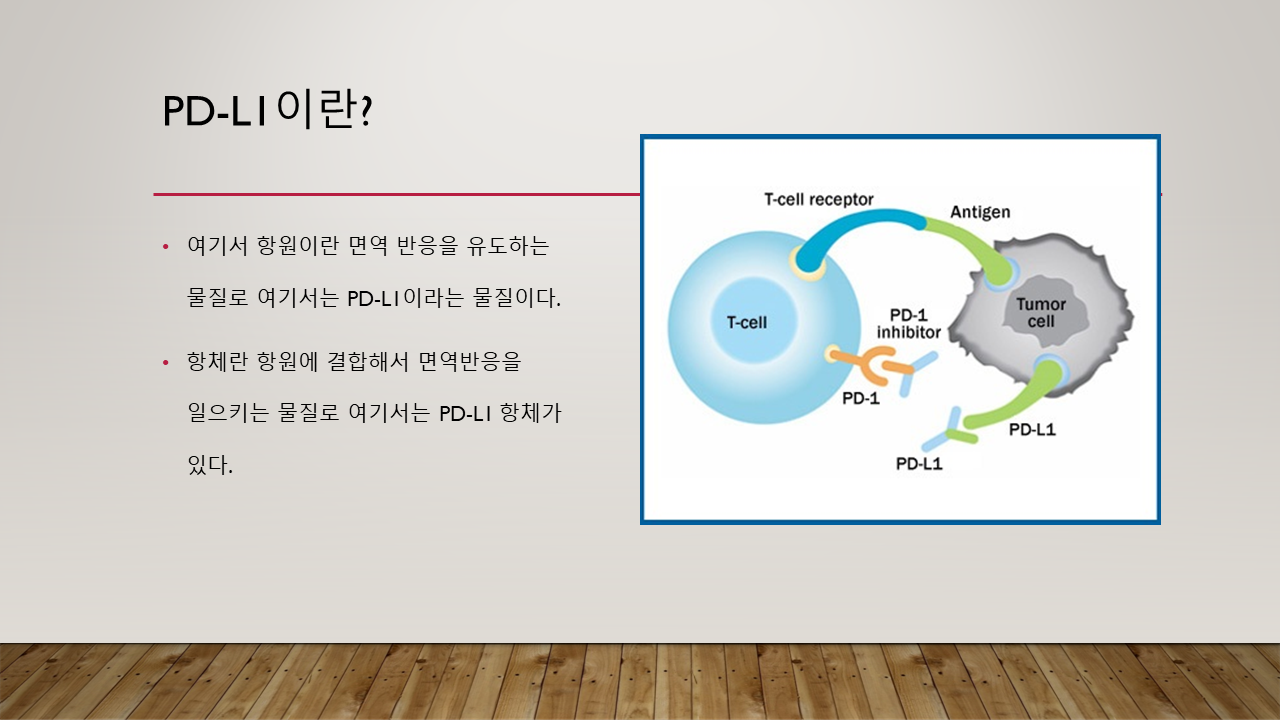 PD-L1이란?
여기서 항원이란 면역 반응을 유도하는
물질로 여기서는 PD-L1이라는 물질이다.
항체란 항원에 결합해서 면역반응을
일으키는 물질로 여기서는 PD-L1 항체가
있다.
T-cell receptor
Antigen
T-cell
PD-1
inhibitor
Tumor
cell
PD-1
PD-L1
PD-L1